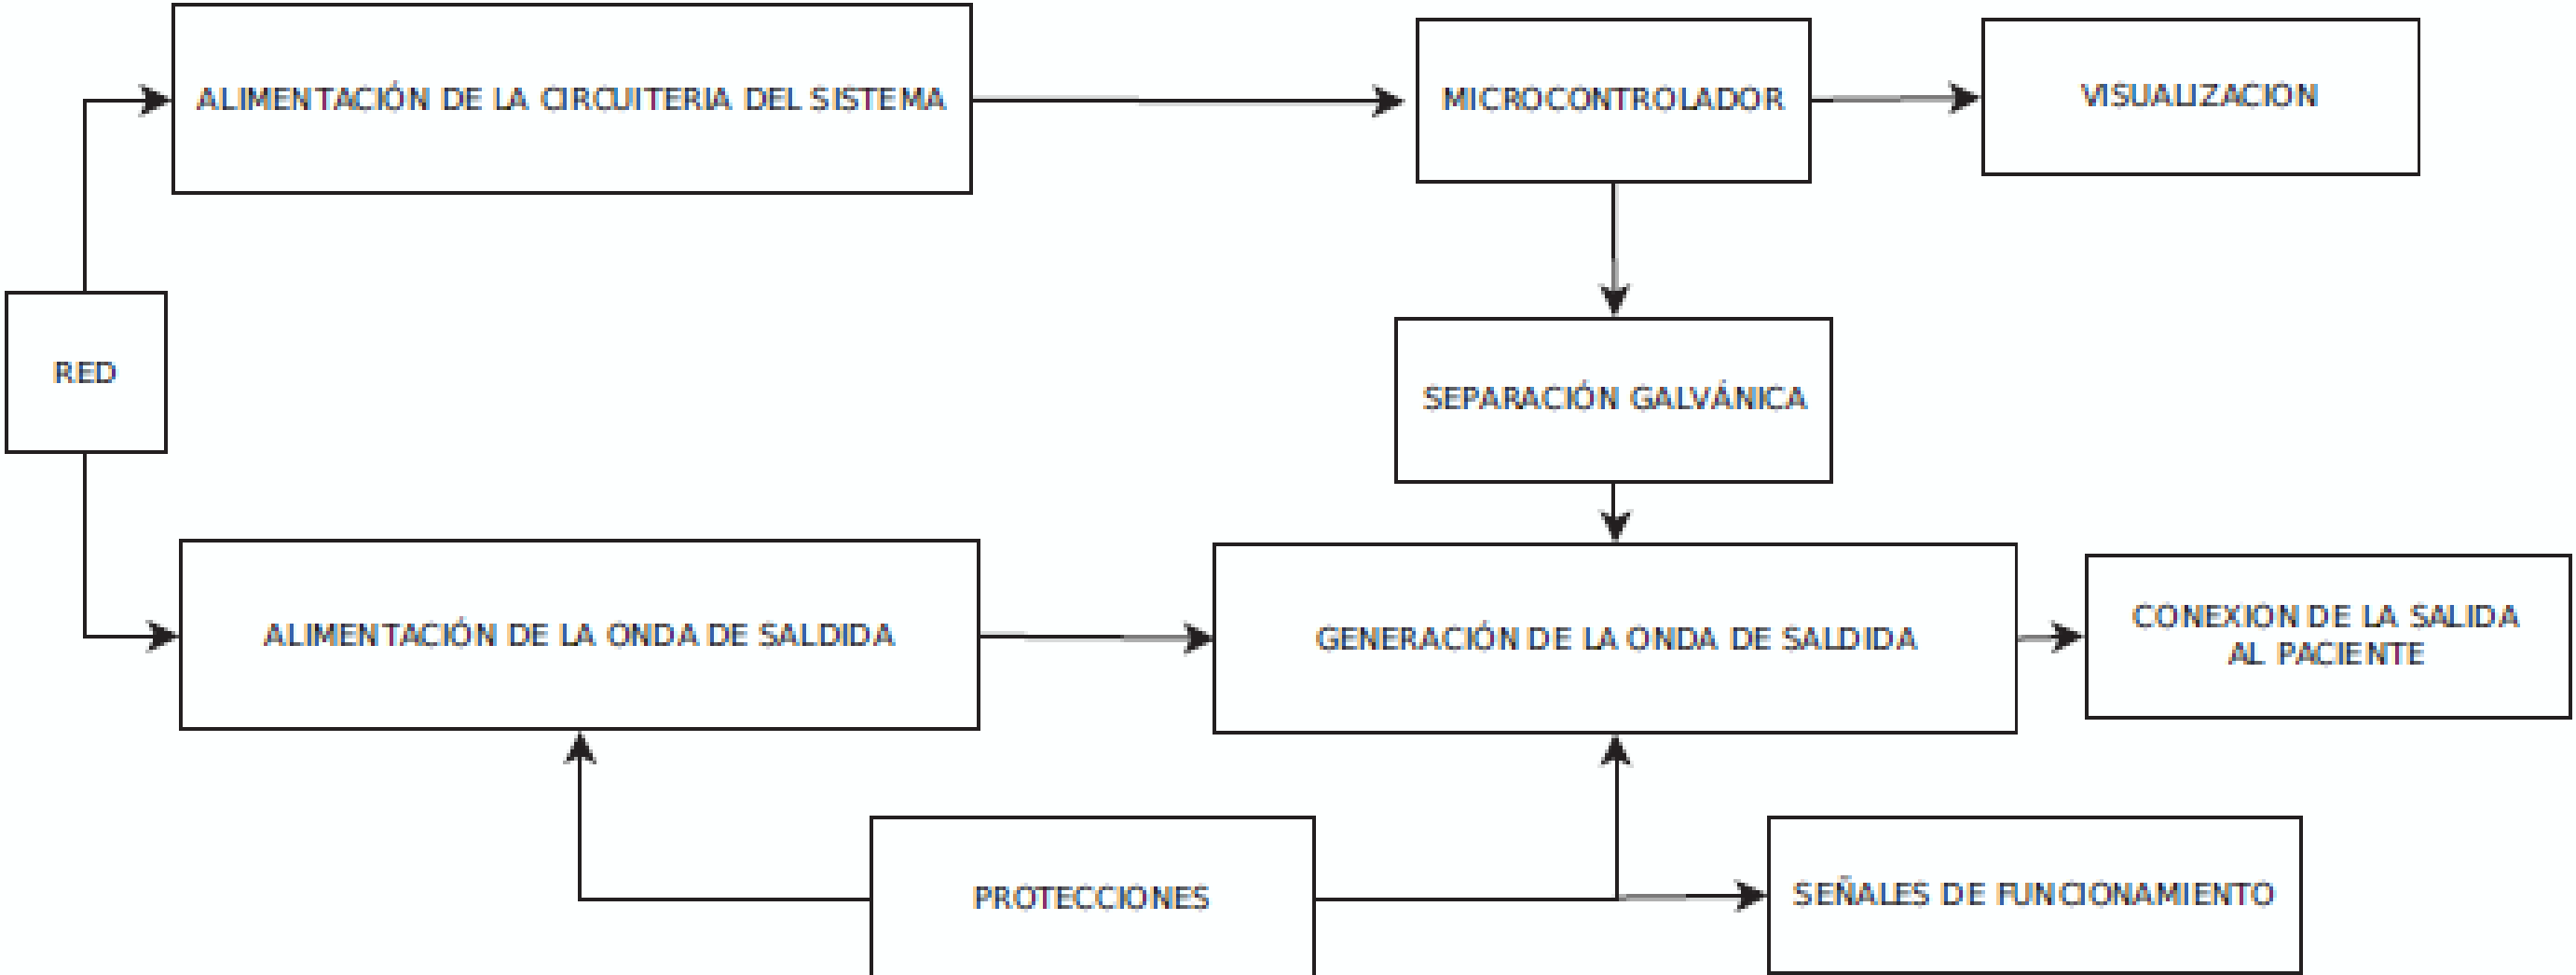 ALIMENTACIÓN DE LA CIRCUITERIA DEL SISTEMA
MICROCONTROLADOR
VISUALIZACION
RED
SEPARACIÓN GALVÁNICA
ALIMENTACIÓN DE LA ONDA DE SALDIDA
GENERACIÓN DE LA ONDA DE SALDIDA
CONEXION DE LA SALIDA
AL PACIENTE
PROTECCIONES
SEÑALES DE FUNCIONAMIENTO